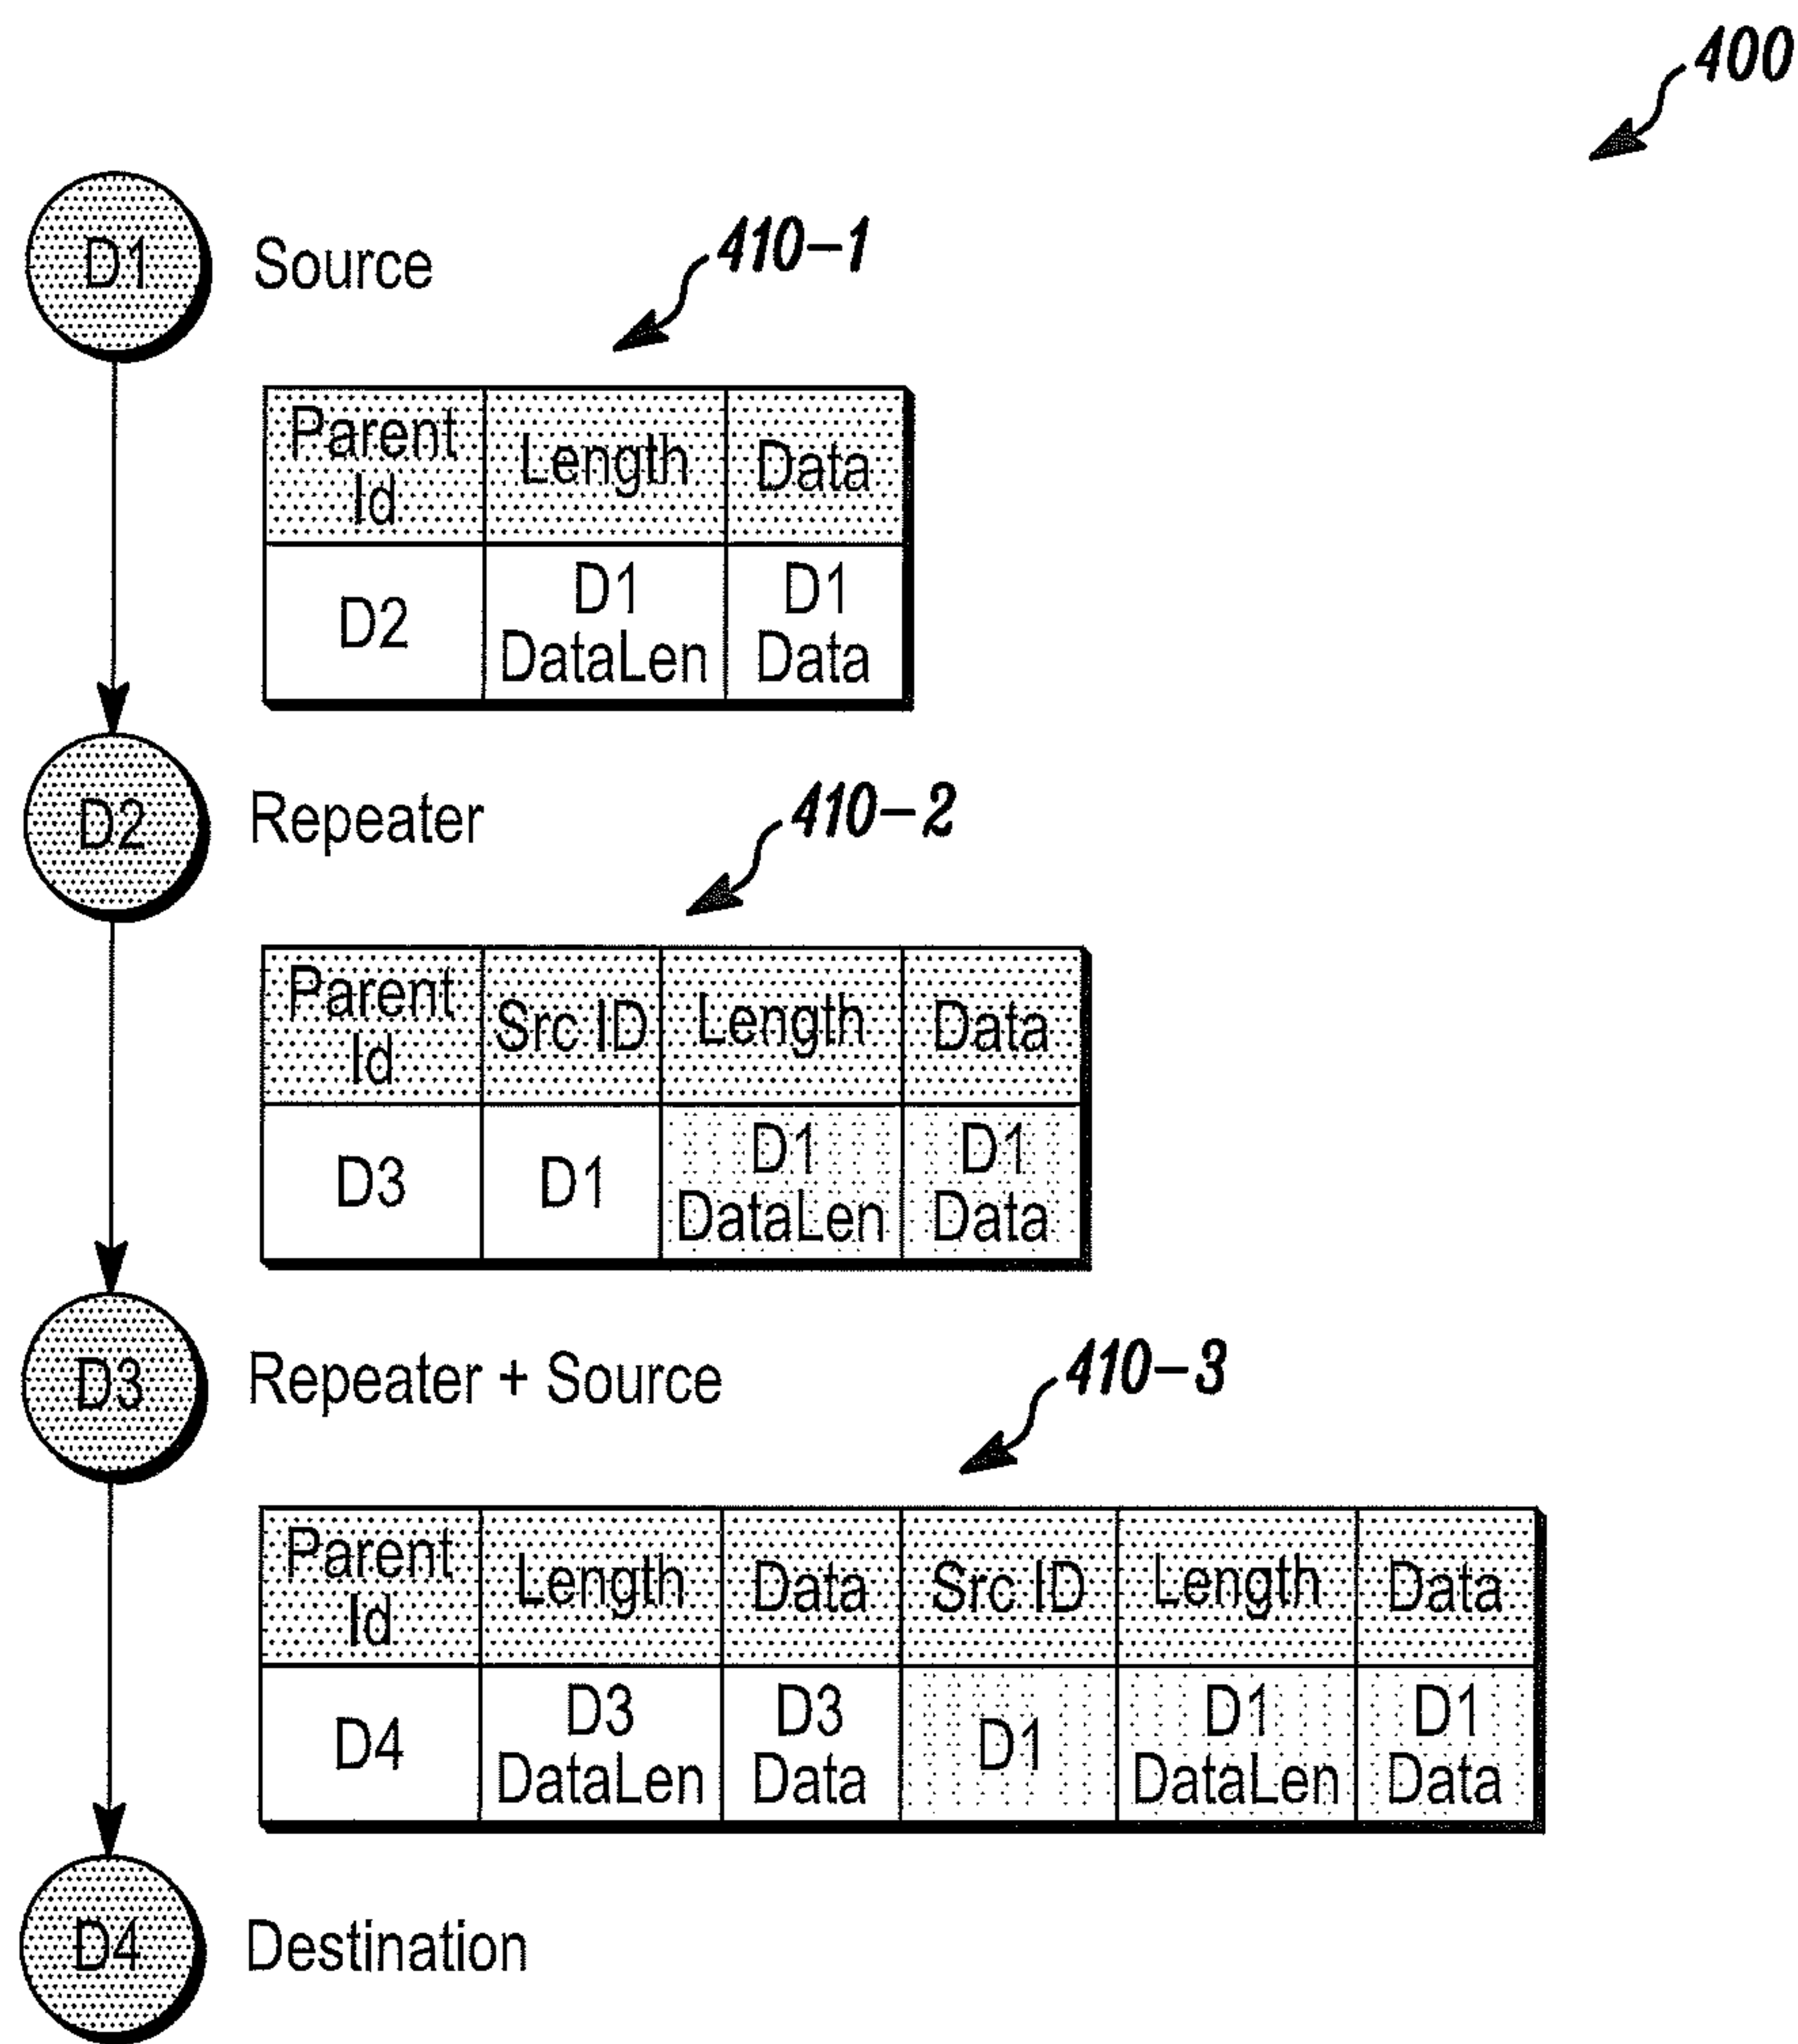 400
D1 Source
410-1
Parent Id Length Data
D2 D1 DataLen D1 Data
D2 Repeater
410-2
Parent Id Src ID Length Data
D3 D1 D1 DataLen D1 Data
D3 Repeater + Source
410-3
Parent Id Length Data Src ID Length Data
D4 D3 DataLen D3 Data D1 D1 DataLen D1 Data
D4 Destination